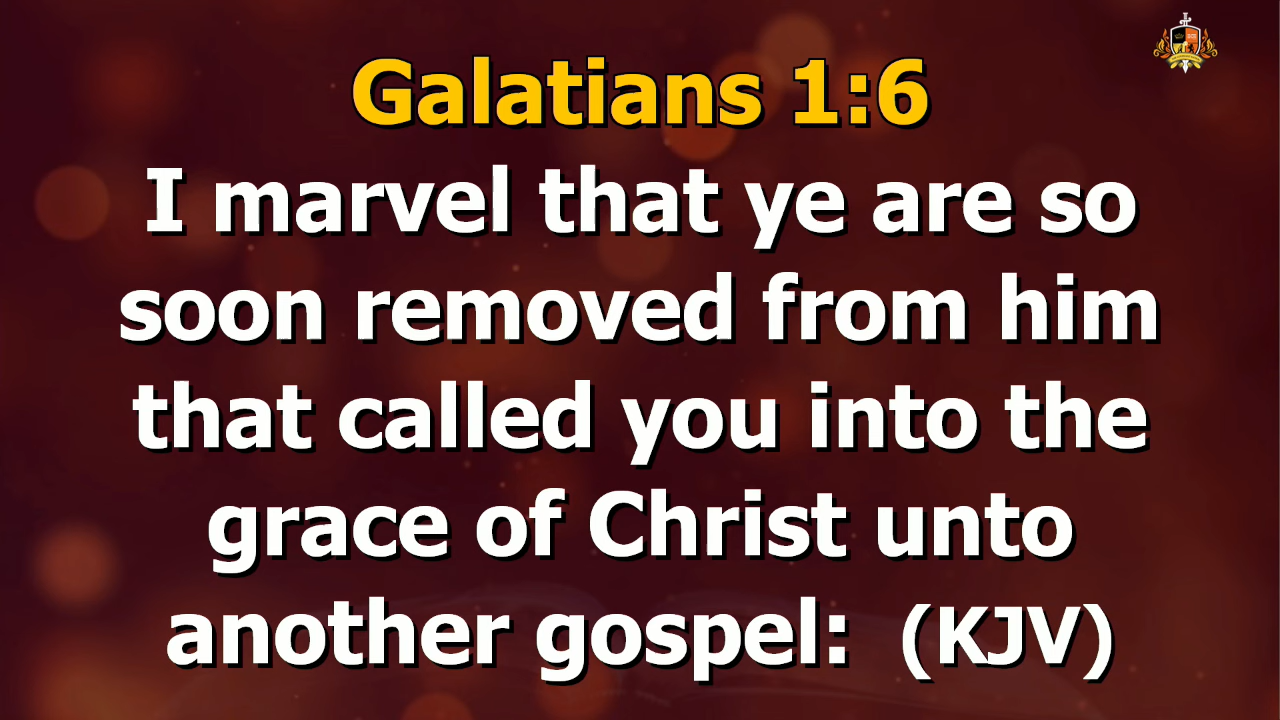 Galatians 1:6
I marvel that ye are so
soon removed from him
that called you into the
grace of Christ unto
another gospel:  (KJV)